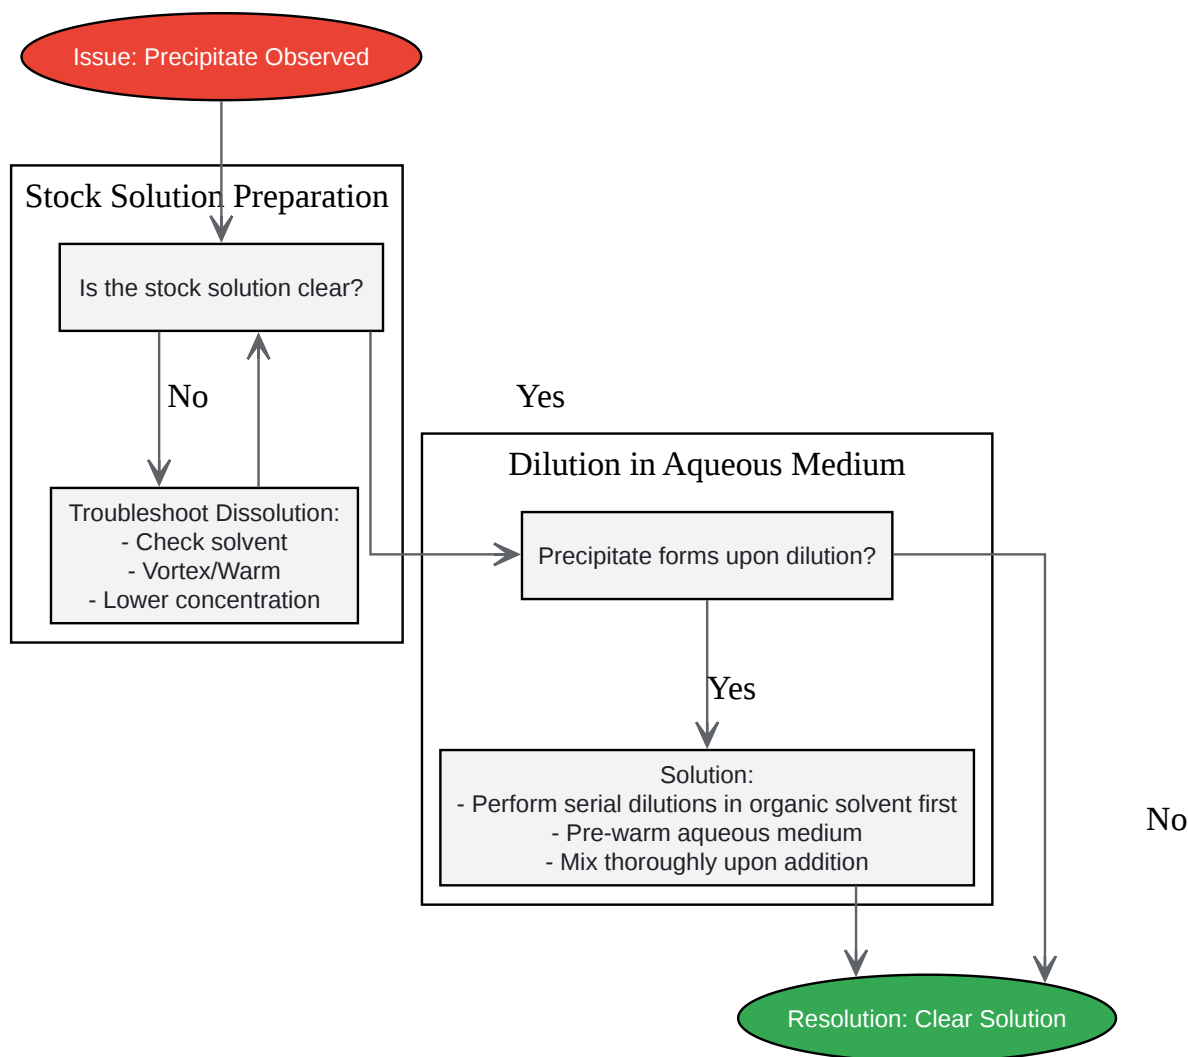 Issue: Precipitate Observed
Stock Solution Preparation
Is the stock solution clear?
No
Yes
Troubleshoot Dissolution:
- Check solvent
- Vortex/Warm
- Lower concentration
Dilution in Aqueous Medium
Precipitate forms upon dilution?
Yes
Solution:
- Perform serial dilutions in organic solvent first
- Pre-warm aqueous medium
- Mix thoroughly upon addition
No
Resolution: Clear Solution